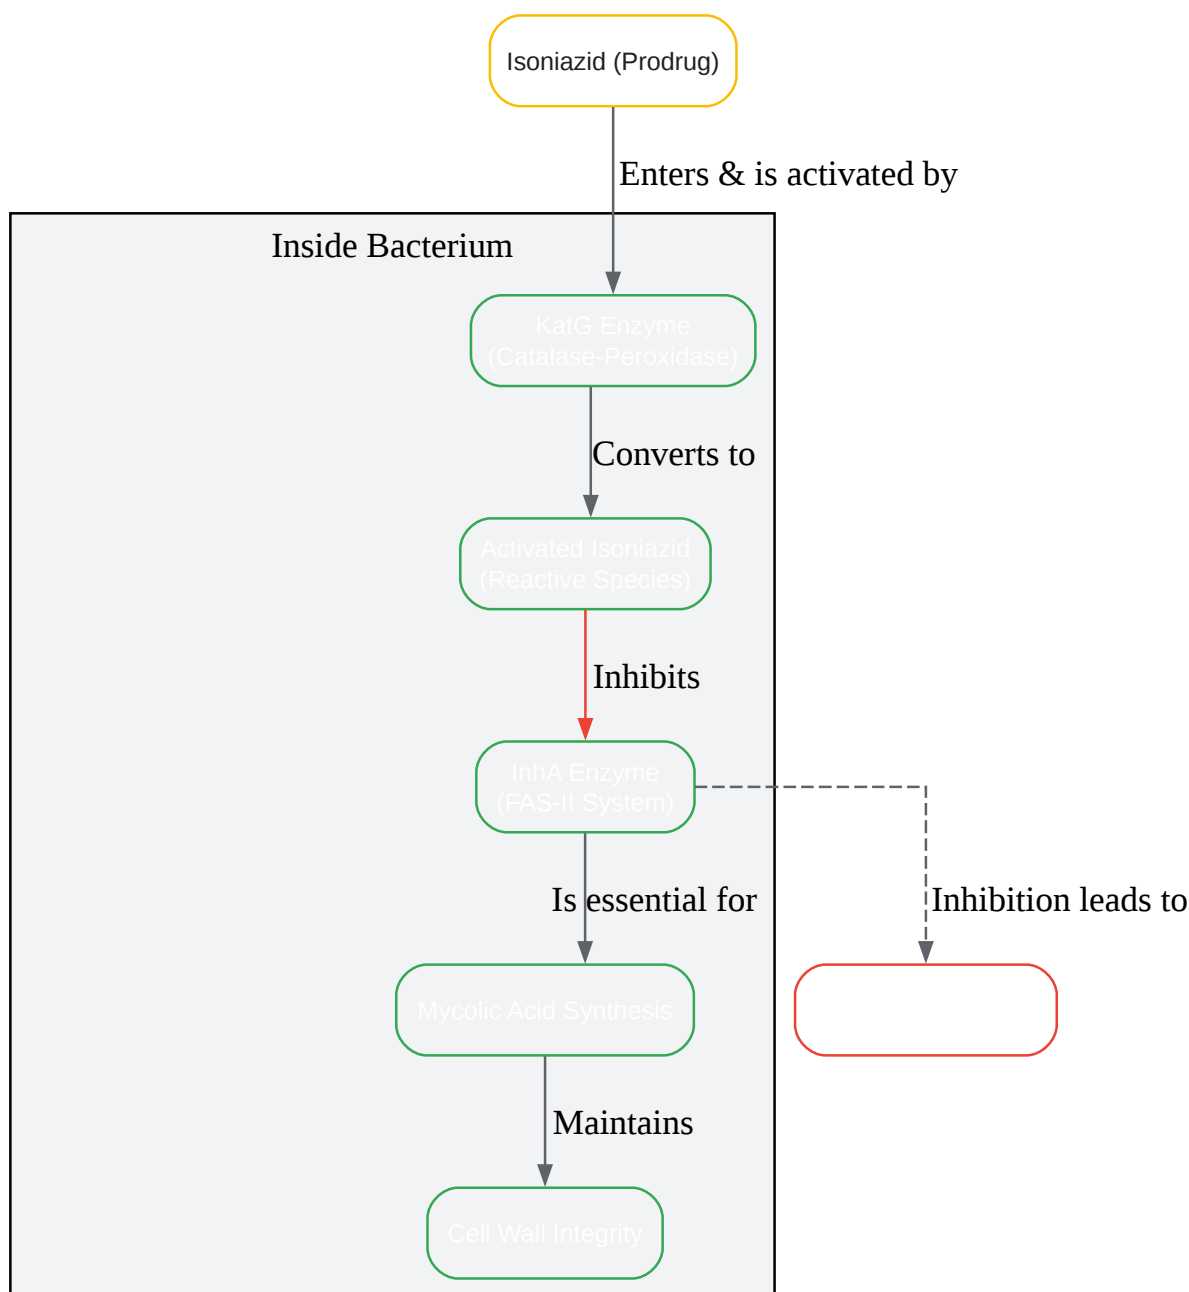 Isoniazid (Prodrug)
Enters & is activated by
Inside Bacterium
KatG Enzyme
(Catalase-Peroxidase)
Converts to
Activated Isoniazid
(Reactive Species)
Inhibits
InhA Enzyme
(FAS-II System)
Is essential for
Inhibition leads to
Mycolic Acid Synthesis
Maintains
Cell Wall Integrity